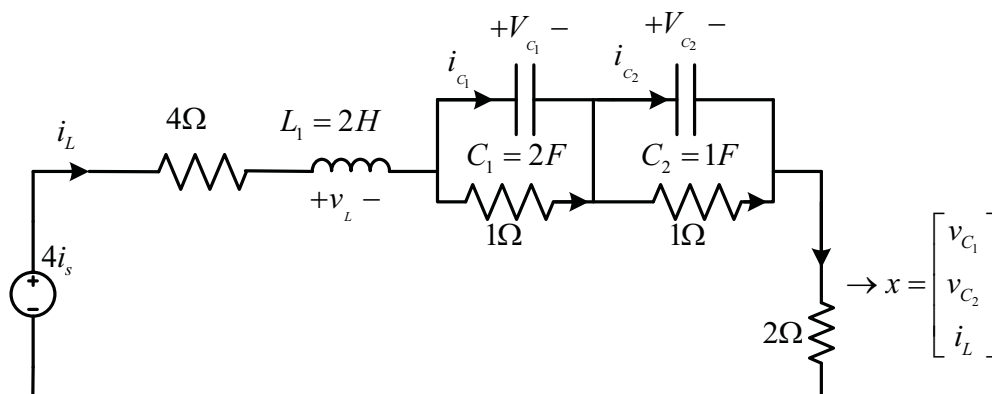 +V_{C_1} −
+V_{C_2} −
i_{C_1}
i_{C_2}
i_L
4Ω
L_1 = 2H
C_1 = 2F
C_2 = 1F
+v_L −
1Ω
1Ω
4i_s
+
−
2Ω
→ x = [v_{C_1} v_{C_2} i_L]